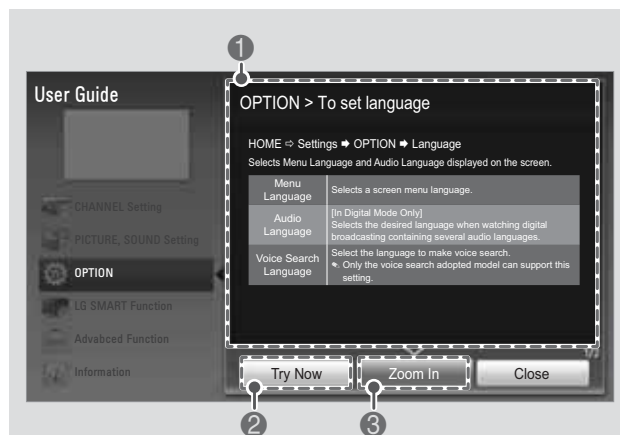 1
User Guide
OPTION > To set language
HOME ⇨ Settings ➡ OPTION ➡ Language
Selects Menu Language and Audio Language displayed on the screen.
Menu
Language
Selects a screen menu language.
Audio
Language
[In Digital Mode Only]
Selects the desired language when watching digital
broadcasting containing several audio languages.
Voice Search
Language
Select the language to make voice search.
Only the voice search adopted model can support this
setting.
CHANNEL Setting
PICTURE, SOUND Setting
OPTION
LG SMART Function
Advabced Function
Information
Try Now
Zoom In
Close
2
3